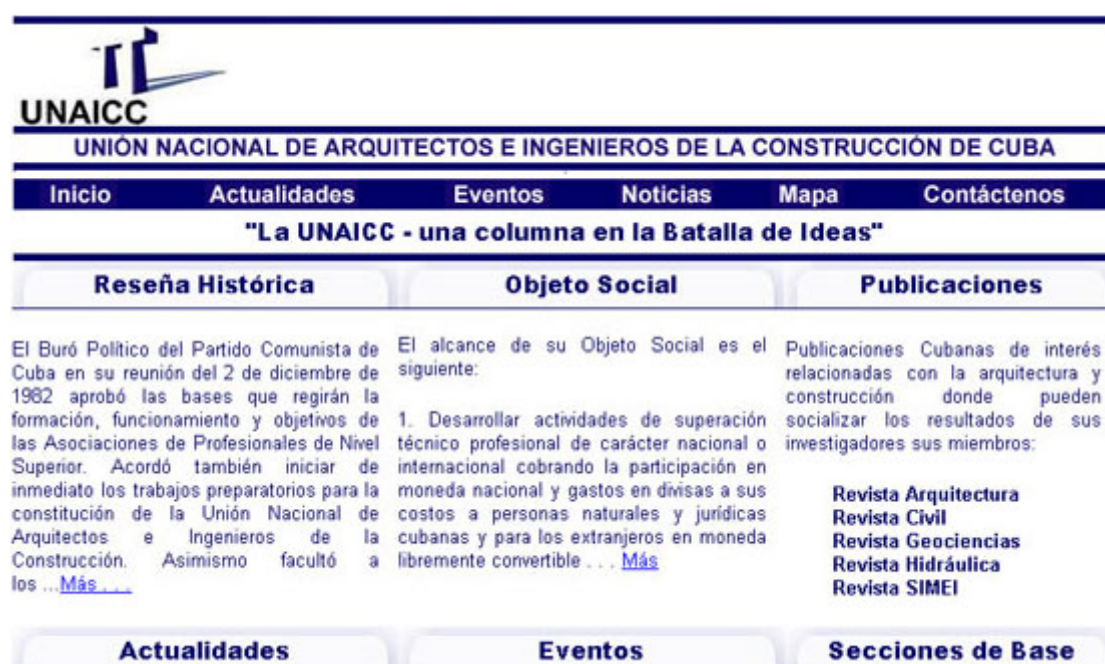 UNAICC
UNIÓN NACIONAL DE ARQUITECTOS E INGENIEROS DE LA CONSTRUCCIÓN DE CUBA
Inicio Actualidades Eventos Noticias Mapa Contáctenos
"La UNAICC - una columna en la Batalla de Ideas"
Reseña Histórica
El Buró Político del Partido Comunista de
Cuba en su reunión del 2 de diciembre de
1982 aprobó las bases que regirán la
formación, funcionamiento y objetivos de
las Asociaciones de Profesionales de Nivel
Superior. Acordó también iniciar de
inmediato los trabajos preparatorios para la
constitución de la Unión Nacional de
Arquitectos e Ingenieros de la
Construcción. Asimismo facultó a
los ...Más . . .
Objeto Social
El alcance de su Objeto Social es el
siguiente:
1. Desarrollar actividades de superación
técnico profesional de carácter nacional o
internacional cobrando la participación en
moneda nacional y gastos en divisas a sus
costos a personas naturales y jurídicas
cubanas y para los extranjeros en moneda
libremente convertible . . . Más
Publicaciones
Publicaciones Cubanas de interés
relacionadas con la arquitectura y
construcción donde pueden
socializar los resultados de sus
investigadores sus miembros:
Revista Arquitectura
Revista Civil
Revista Geociencias
Revista Hidráulica
Revista SIMEI
Actualidades
Eventos
Secciones de Base